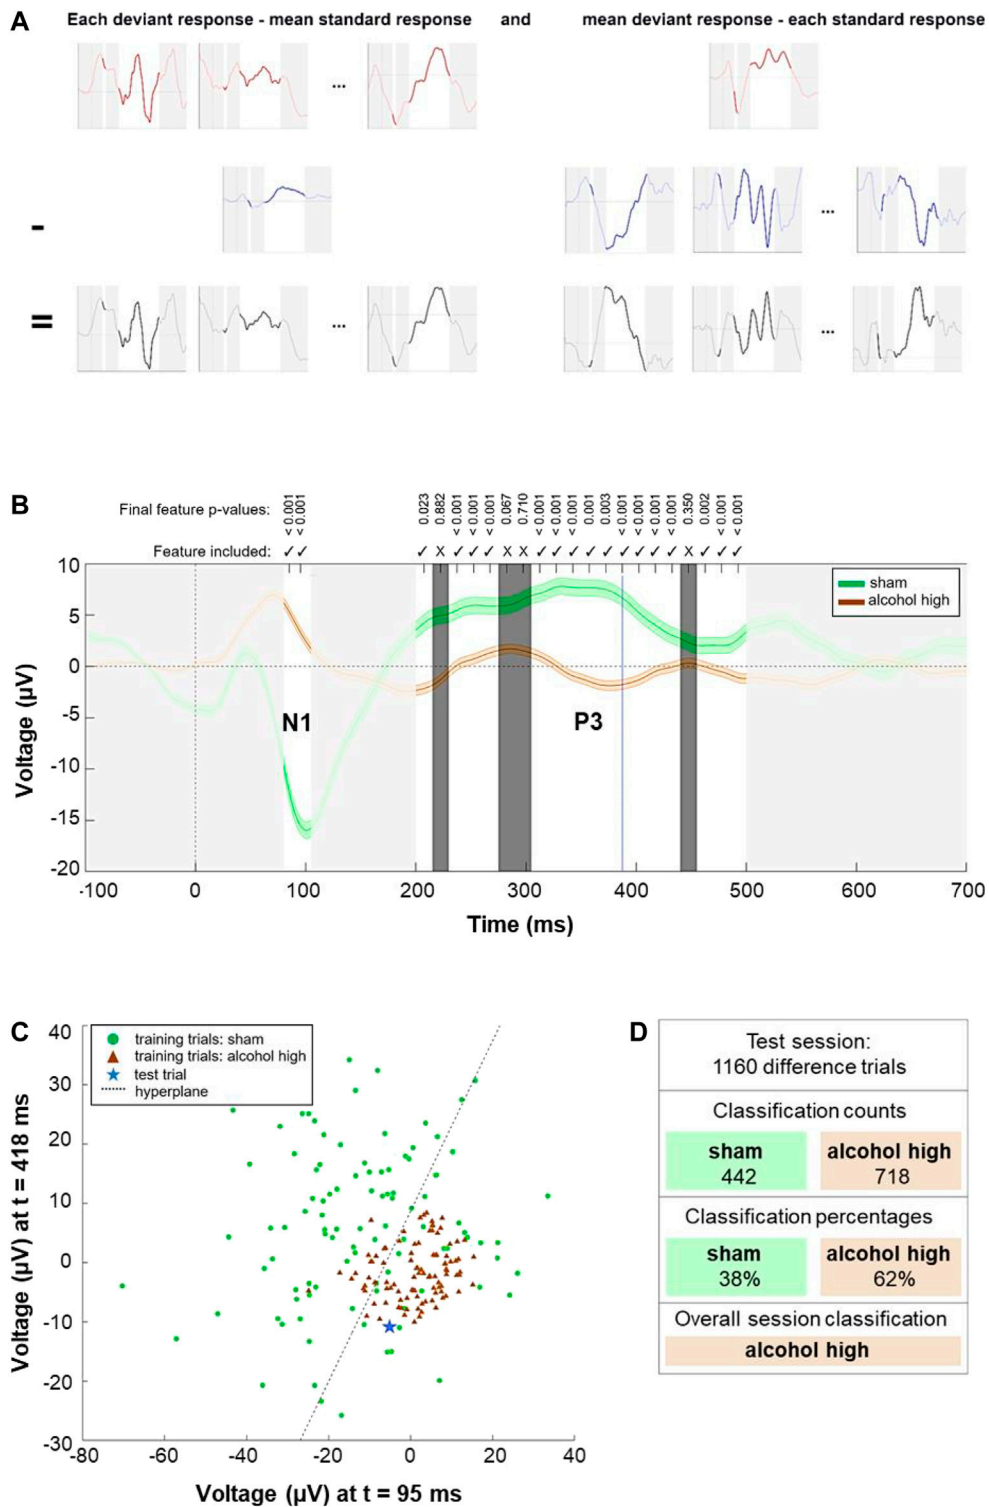 A
Each deviant response - mean standard response and mean deviant response - each standard response
...
-
...
=
... ...
B
Final feature p-values: < 0.001 < 0.001 0.023 0.882 < 0.001 < 0.001 < 0.001 0.067 0.710 < 0.001 < 0.001 < 0.001 0.001 0.003 < 0.001 < 0.001 < 0.001 < 0.001 0.350 0.002 < 0.001 < 0.001
Feature included: ✓ ✓ ✓ X ✓ ✓ ✓ X X ✓ ✓ ✓ ✓ ✓ ✓ ✓ ✓ ✓ X ✓ ✓ ✓
10
5
0
-5
-10
-15
-20
Voltage (µV)
sham
alcohol high
N1
P3
-100 0 100 200 300 400 500 600 700
Time (ms)
C
training trials: sham
training trials: alcohol high
test trial
hyperplane
40
30
20
10
0
-10
-20
-30
Voltage (µV) at t = 418 ms
-80 -60 -40 -20 0 20 40
Voltage (µV) at t = 95 ms
D
Test session:
1160 difference trials
Classification counts
sham alcohol high
442 718
Classification percentages
sham alcohol high
38% 62%
Overall session classification
alcohol high